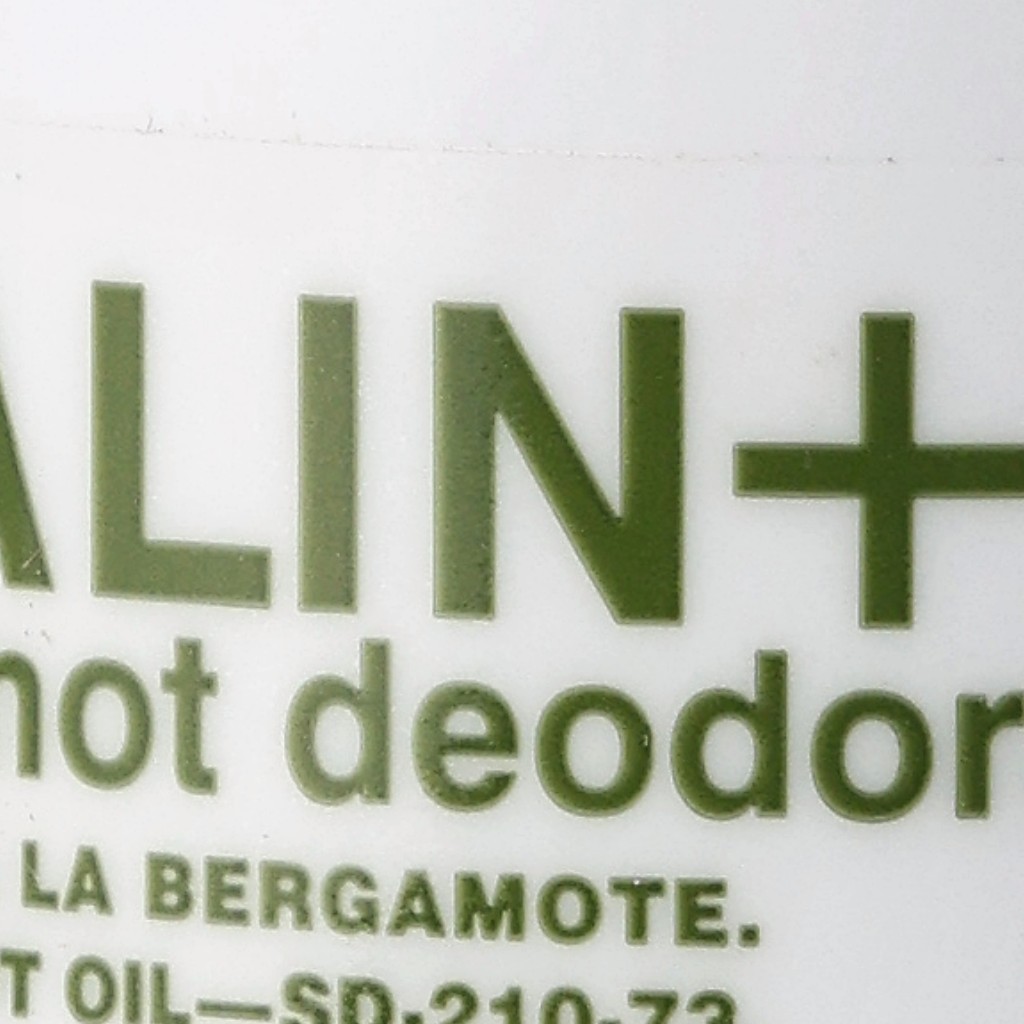 ALIN+
not deodor
LA BERGAMOTE.
T OIL—SD-210-73